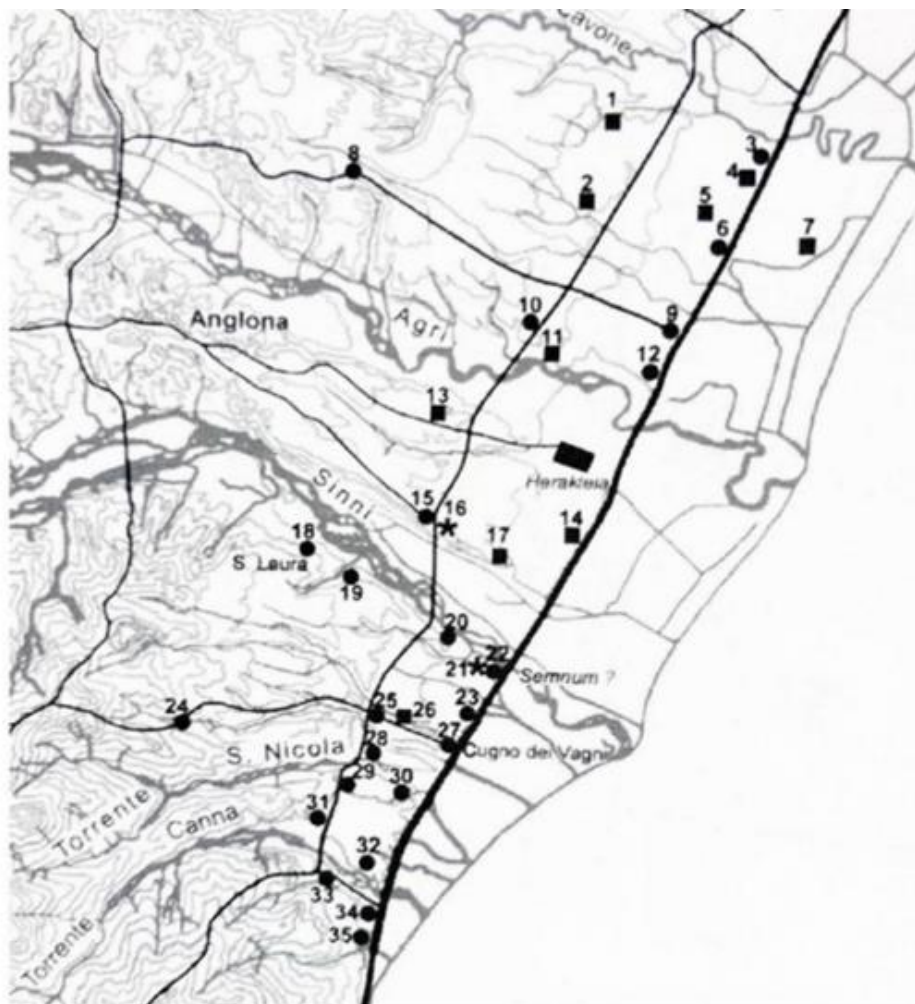 Cavone
1
3
4
8
2
5
6
7
10
9
Anglona
Agri
11
12
13
Herakleia
15
16
Sinni
14
17
18
S. Laura
19
20
21
22
Semnum ?
24
25
26
23
27
Cugno dei Vagni
S. Nicola
28
29
30
Torrente
31
Canna
32
33
34
Torrente
35